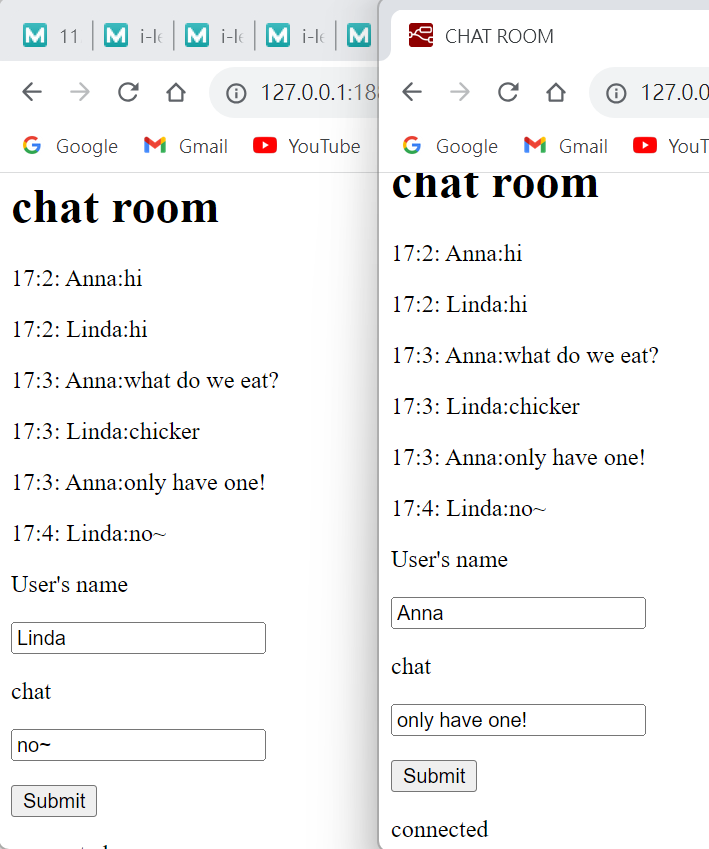 11
i-le
i-le
i-le
127.0.0.1:188
Google
Gmail
YouTube
chat room
17:2: Anna:hi
17:2: Linda:hi
17:3: Anna:what do we eat?
17:3: Linda:chicker
17:3: Anna:only have one!
17:4: Linda:no~
User's name
Linda
chat
no~
Submit
CHAT ROOM
127.0.0
Google
Gmail
YouT
chat room
17:2: Anna:hi
17:2: Linda:hi
17:3: Anna:what do we eat?
17:3: Linda:chicker
17:3: Anna:only have one!
17:4: Linda:no~
User's name
Anna
chat
only have one!
Submit
connected